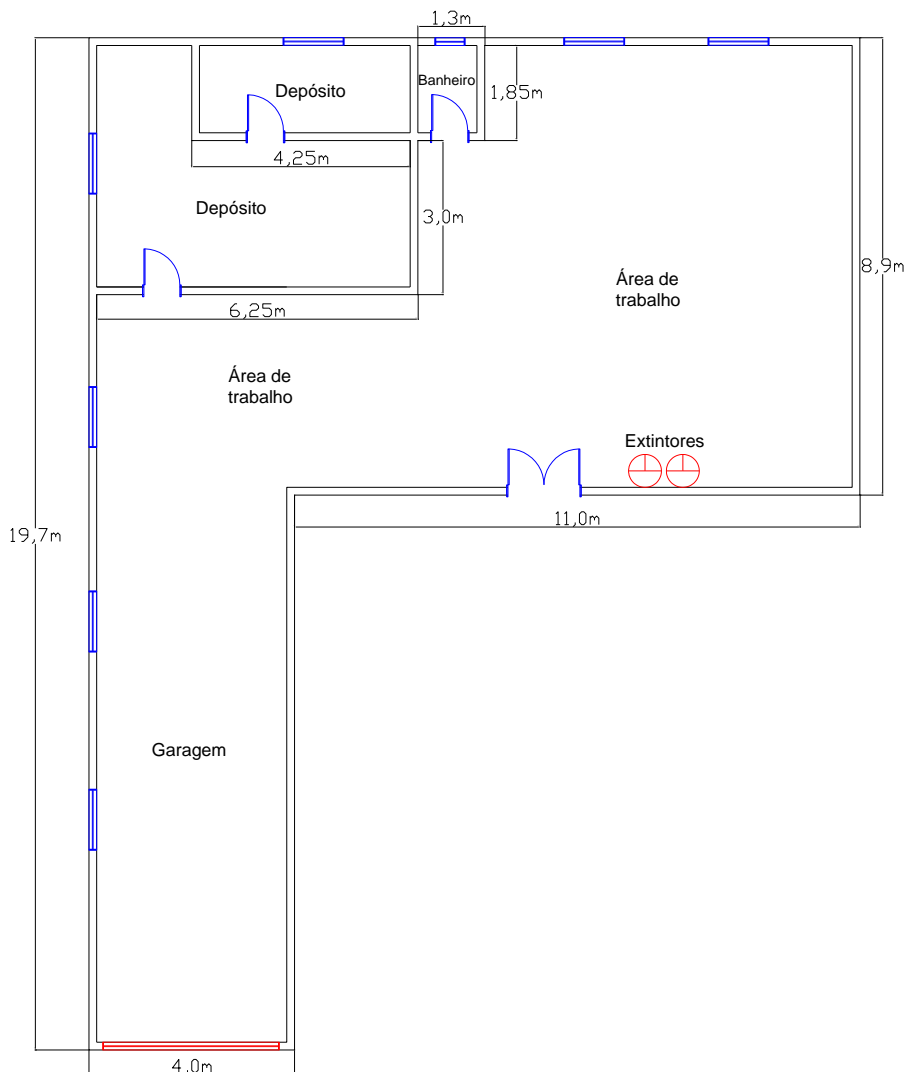 1,3m
Depósito
Banheiro
1,85m
4,25m
Depósito
3,0m
8,9m
Área de
trabalho
6,25m
Área de
trabalho
Extintores
11,0m
19,7m
Garagem
4,0m